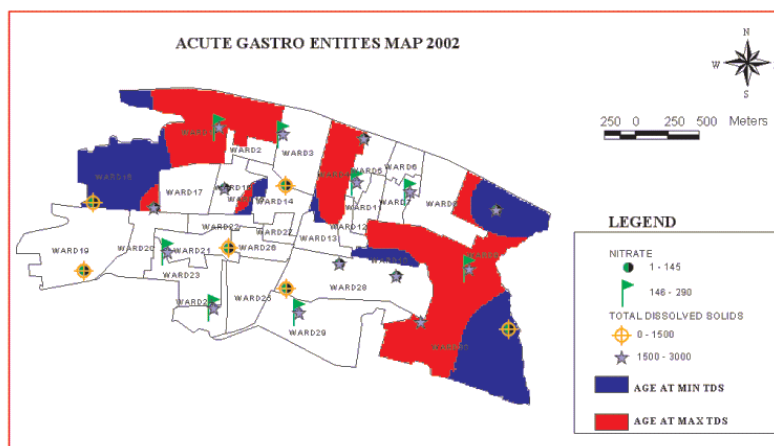 ACUTE GASTRO ENTITES MAP 2002
N
W
S
250 0 250 500 Meters
WARD2
WARD3
WARD5
WARD6
WARD17
WARD14
WARD11
WARD12
WARD13
WARD22
WARD27
WARD19
WARD20
WARD21
WARD26
WARD23
WARD25
WARD28
WARD29
LEGEND
NITRATE
1 - 145
146 - 290
TOTAL DISSOLVED SOLIDS
0 - 1500
1500 - 3000
AGE AT MIN TDS
AGE AT MAX TDS